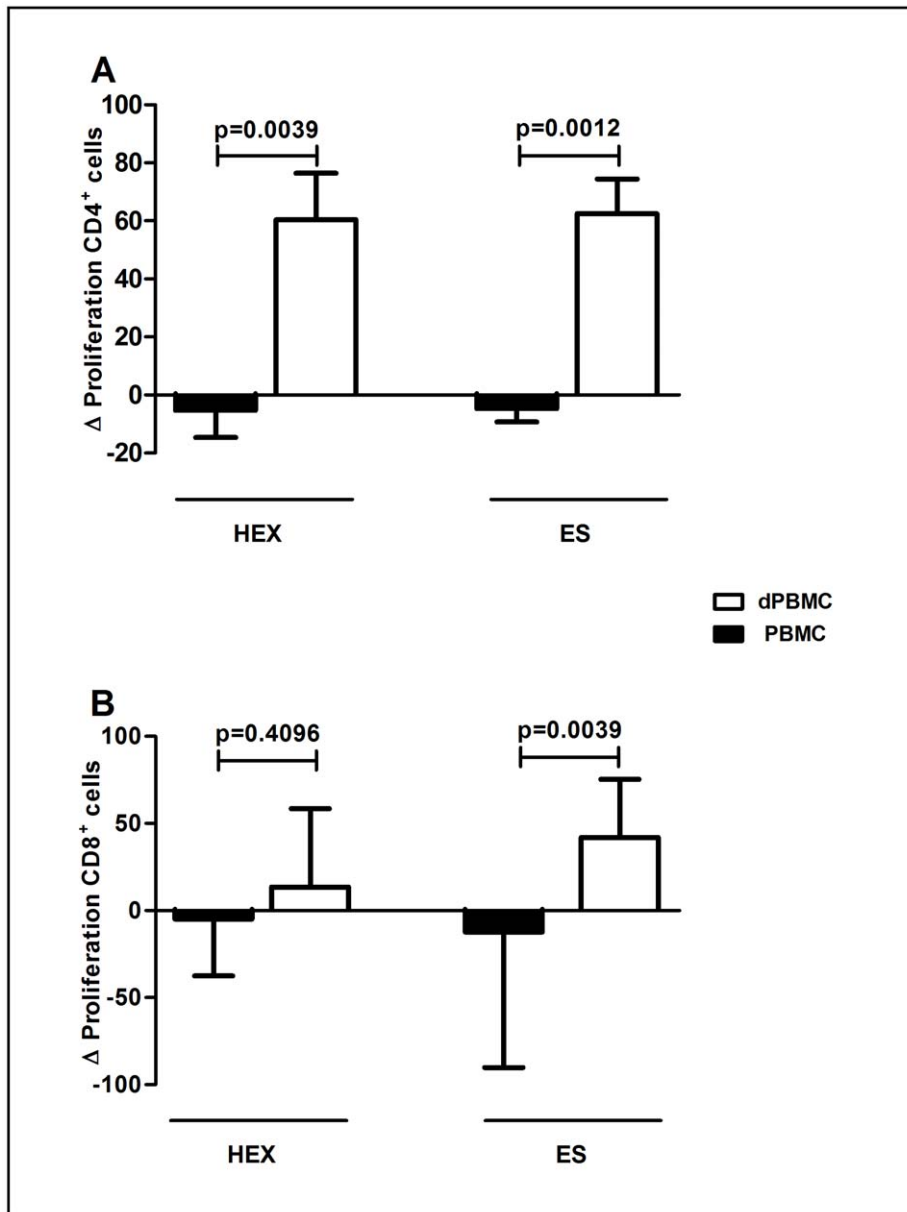 A
Δ Proliferation CD4⁺ cells
100
80
60
40
20
0
-20
p=0.0039
p=0.0012
HEX
ES
dPBMC
PBMC
B
Δ Proliferation CD8⁺ cells
100
50
0
-50
-100
p=0.4096
p=0.0039
HEX
ES